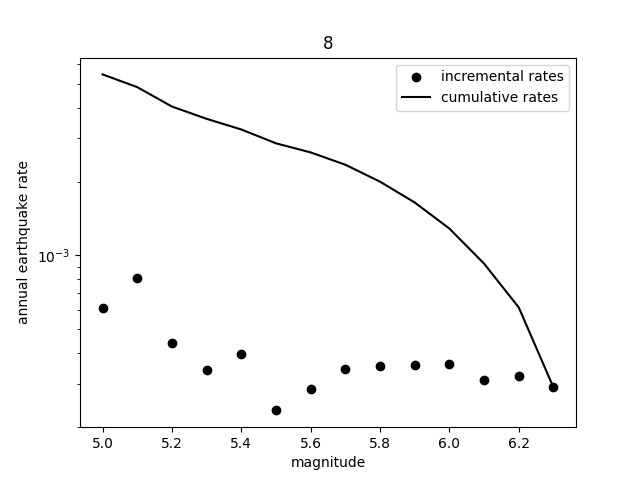 8
incremental rates
cumulative rates
annual earthquake rate
10⁻³
5.0 5.2 5.4 5.6 5.8 6.0 6.2
magnitude